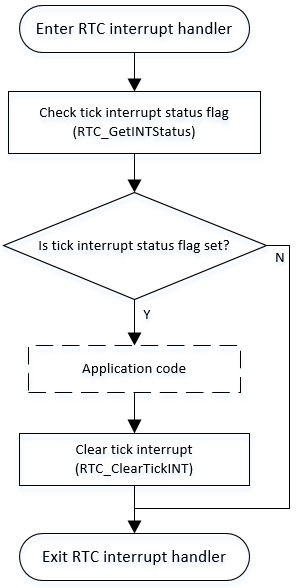 Enter RTC interrupt handler
Check tick interrupt status flag
(RTC_GetINTStatus)
Is tick interrupt status flag set?
N
Y
Application code
Clear tick interrupt
(RTC_ClearTickINT)
Exit RTC interrupt handler